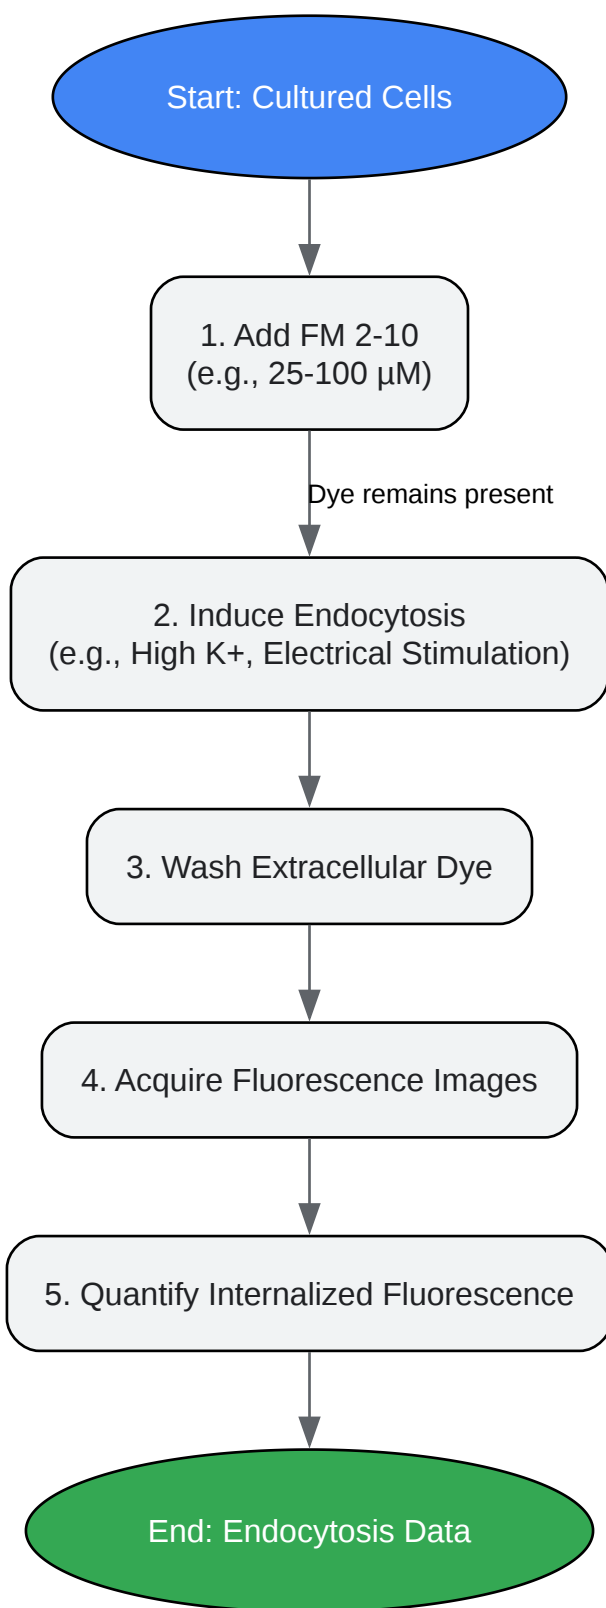 Start: Cultured Cells
1. Add FM 2-10
(e.g., 25-100 µM)
Dye remains present
2. Induce Endocytosis
(e.g., High K+, Electrical Stimulation)
3. Wash Extracellular Dye
4. Acquire Fluorescence Images
5. Quantify Internalized Fluorescence
End: Endocytosis Data